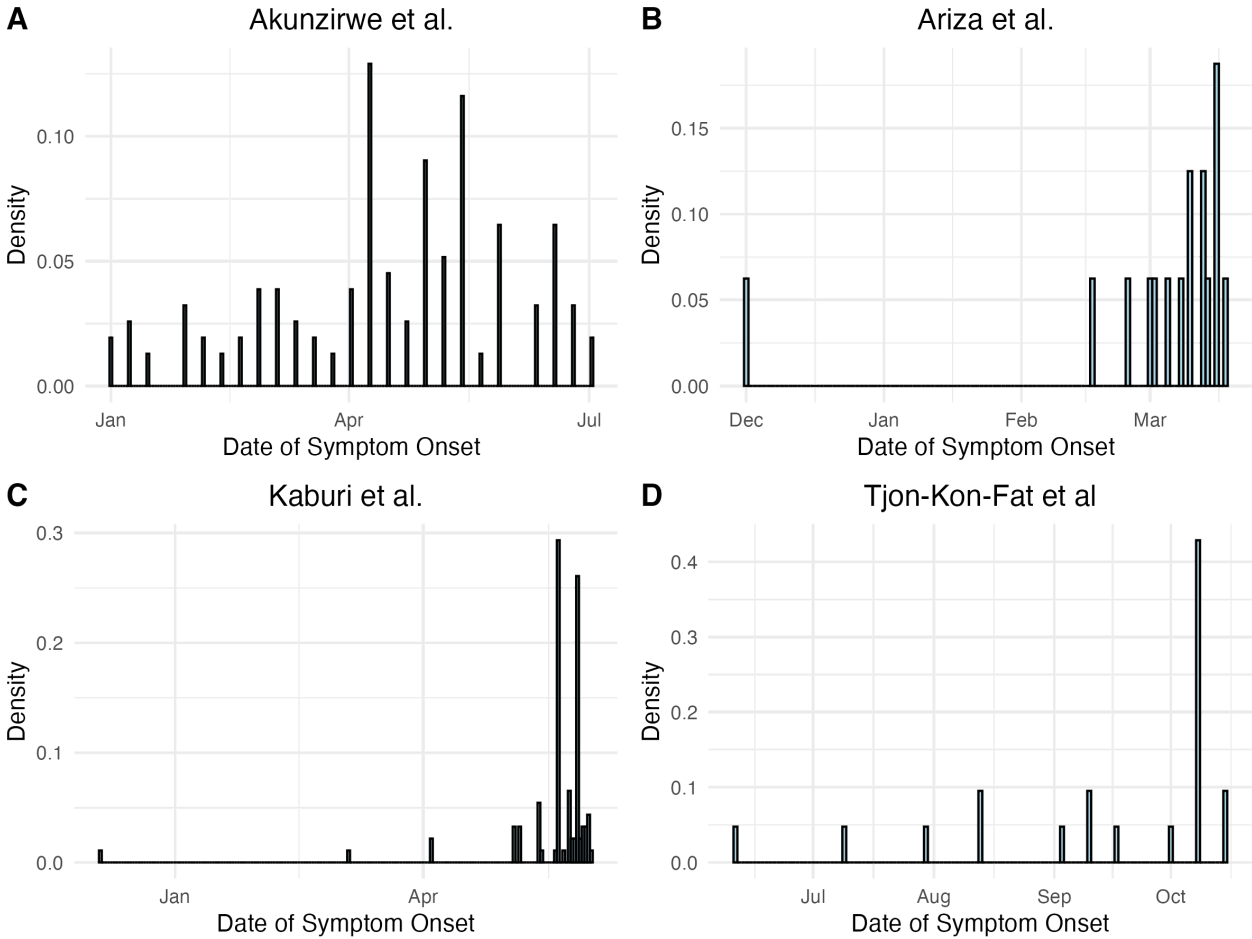 A Akunzirwe et al.
Density
0.10
0.05
0.00
Jan Apr Jul
Date of Symptom Onset
B Ariza et al.
Density
0.15
0.10
0.05
0.00
Dec Jan Feb Mar
Date of Symptom Onset
C Kaburi et al.
Density
0.3
0.2
0.1
0.0
Jan Apr
Date of Symptom Onset
D Tjon-Kon-Fat et al
Density
0.4
0.3
0.2
0.1
0.0
Jul Aug Sep Oct
Date of Symptom Onset